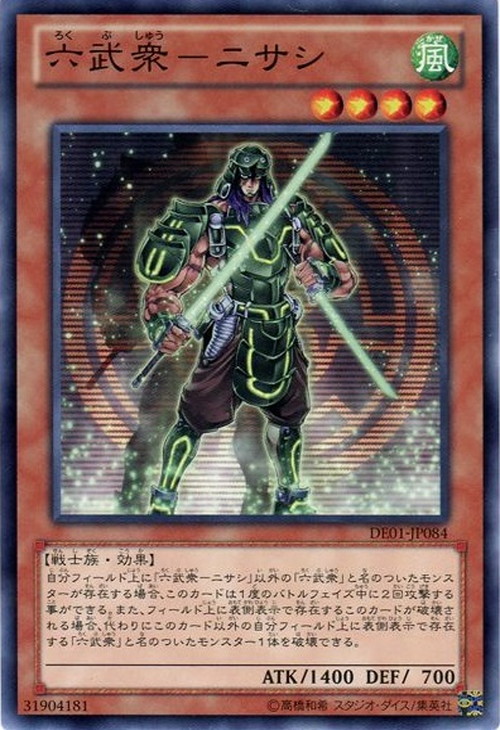 六武衆－ニサシ
ろく ぶ しゅう
風
かぜ
DE01-JP084
【戦士族・効果】
自分フィールド上に「六武衆－ニサシ」以外の「六武衆」と名のついたモンス
ターが存在する場合、このカードは１度のバトルフェイズ中に２回攻撃する
事ができる。また、フィールド上に表側表示で存在するこのカードが破壊さ
れる場合、代わりにこのカード以外の自分フィールド上に表側表示で存在
する「六武衆」と名のついたモンスター１体を破壊できる。
ATK/1400 DEF/ 700
31904181
©高橋和希 スタジオ・ダイス/集英社